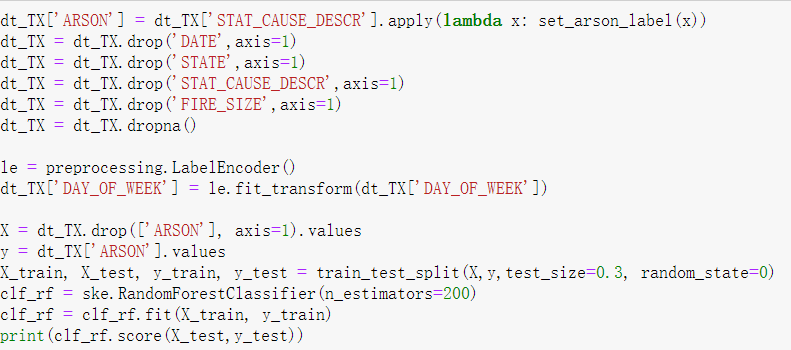 dt_TX['ARSON'] = dt_TX['STAT_CAUSE_DESCR'].apply(lambda x: set_arson_label(x))
dt_TX = dt_TX.drop('DATE',axis=1)
dt_TX = dt_TX.drop('STATE',axis=1)
dt_TX = dt_TX.drop('STAT_CAUSE_DESCR',axis=1)
dt_TX = dt_TX.drop('FIRE_SIZE',axis=1)
dt_TX = dt_TX.dropna()
le = preprocessing.LabelEncoder()
dt_TX['DAY_OF_WEEK'] = le.fit_transform(dt_TX['DAY_OF_WEEK'])
X = dt_TX.drop(['ARSON'], axis=1).values
y = dt_TX['ARSON'].values
X_train, X_test, y_train, y_test = train_test_split(X,y,test_size=0.3, random_state=0)
clf_rf = ske.RandomForestClassifier(n_estimators=200)
clf_rf = clf_rf.fit(X_train, y_train)
print(clf_rf.score(X_test,y_test))